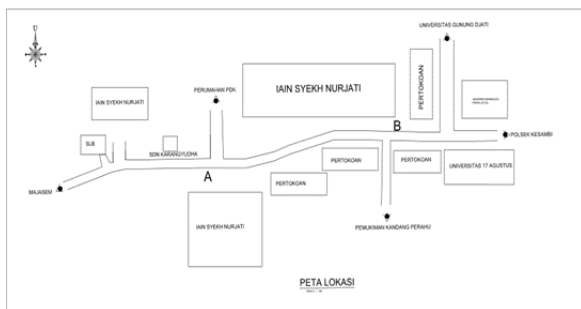 U
UNIVERSITAS GUNUNG DJATI
PERUMAHAN PDK.
IAIN SYEKH NURJATI
PERTOKOAN
IAIN SYEKH NURJATI
B
POLSEK KESAMBI
SLB
SDN KARANGYUDHA
PERTOKOAN
PERTOKOAN
UNIVERSITAS 17 AGUSTUS
A
PERTOKOAN
MAJASEM
IAIN SYEKH NURJATI
PEMUKIMAN KANDANG PERAHU
PETA LOKASI